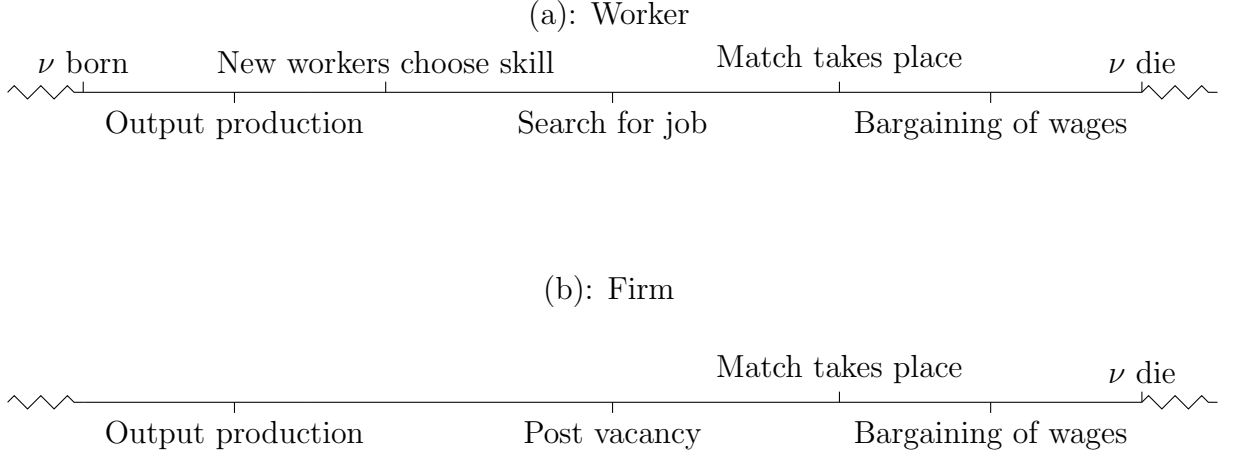 (a): Worker
ν born New workers choose skill Match takes place ν die
Output production Search for job Bargaining of wages
(b): Firm
Match takes place ν die
Output production Post vacancy Bargaining of wages